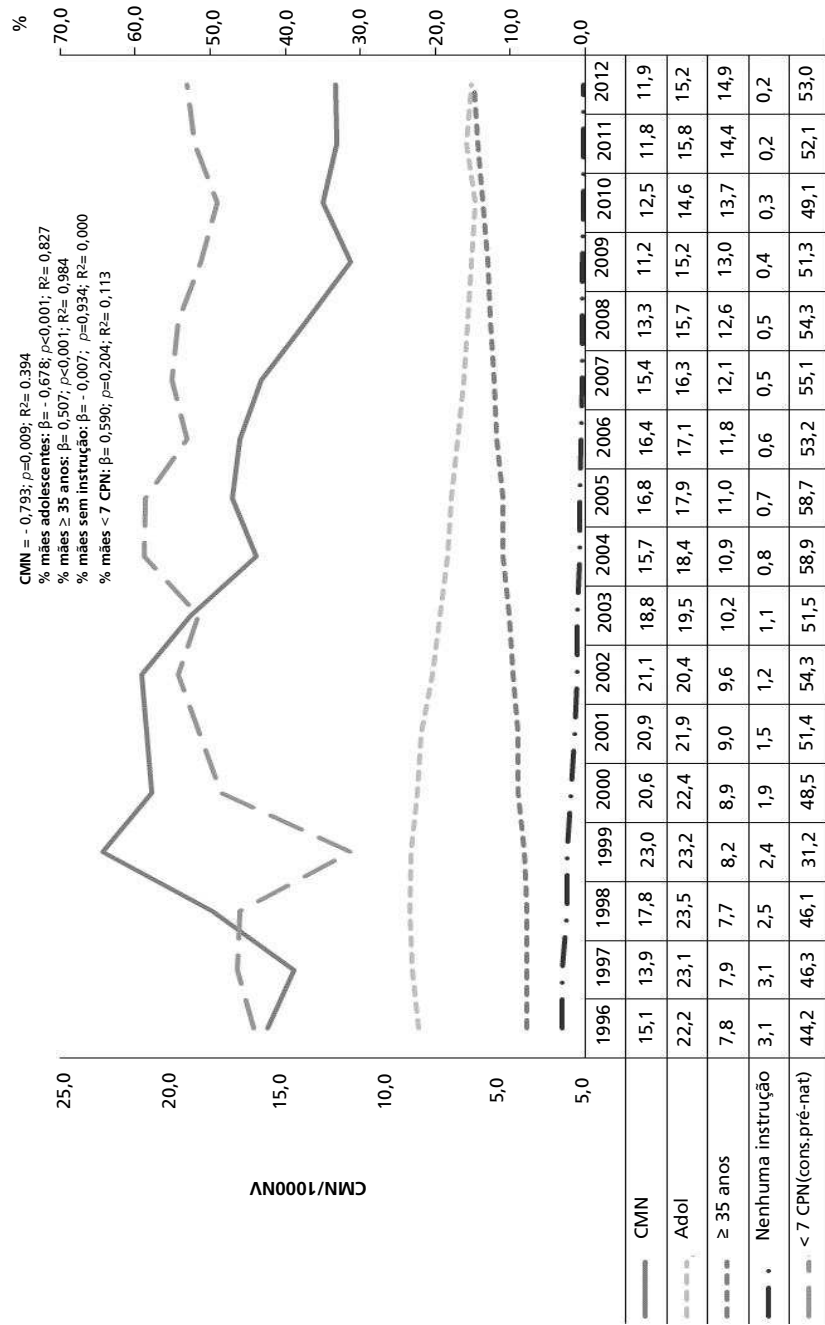 CMN = - 0,793; p=0,009; R²= 0.394
% mães adolescentes: β= - 0,678; p<0,001; R²= 0,827
% mães ≥ 35 anos: β= 0,507; p<0,001; R²= 0,984
% mães sem instrução: β= - 0,007; p=0,934; R²= 0,000
% mães < 7 CPN: β= 0,590; p=0,204; R²= 0,113
%
25,0
20,0
15,0
10,0
5,0
5,0
CMN/1000NV
70,0
60,0
50,0
40,0
30,0
20,0
10,0
0,0
1996 1997 1998 1999 2000 2001 2002 2003 2004 2005 2006 2007 2008 2009 2010 2011 2012
CMN 15,1 13,9 17,8 23,0 20,6 20,9 21,1 18,8 15,7 16,8 16,4 15,4 13,3 11,2 12,5 11,8 11,9
Adol 22,2 23,1 23,5 23,2 22,4 21,9 20,4 19,5 18,4 17,9 17,1 16,3 15,7 15,2 14,6 15,8 15,2
≥ 35 anos 7,8 7,9 7,7 8,2 8,9 9,0 9,6 10,2 10,9 11,0 11,8 12,1 12,6 13,0 13,7 14,4 14,9
Nenhuma instrução 3,1 3,1 2,5 2,4 1,9 1,5 1,2 1,1 0,8 0,7 0,6 0,5 0,5 0,4 0,3 0,2 0,2
< 7 CPN(cons.pré-nat) 44,2 46,3 46,1 31,2 48,5 51,4 54,3 51,5 58,9 58,7 53,2 55,1 54,3 51,3 49,1 52,1 53,0